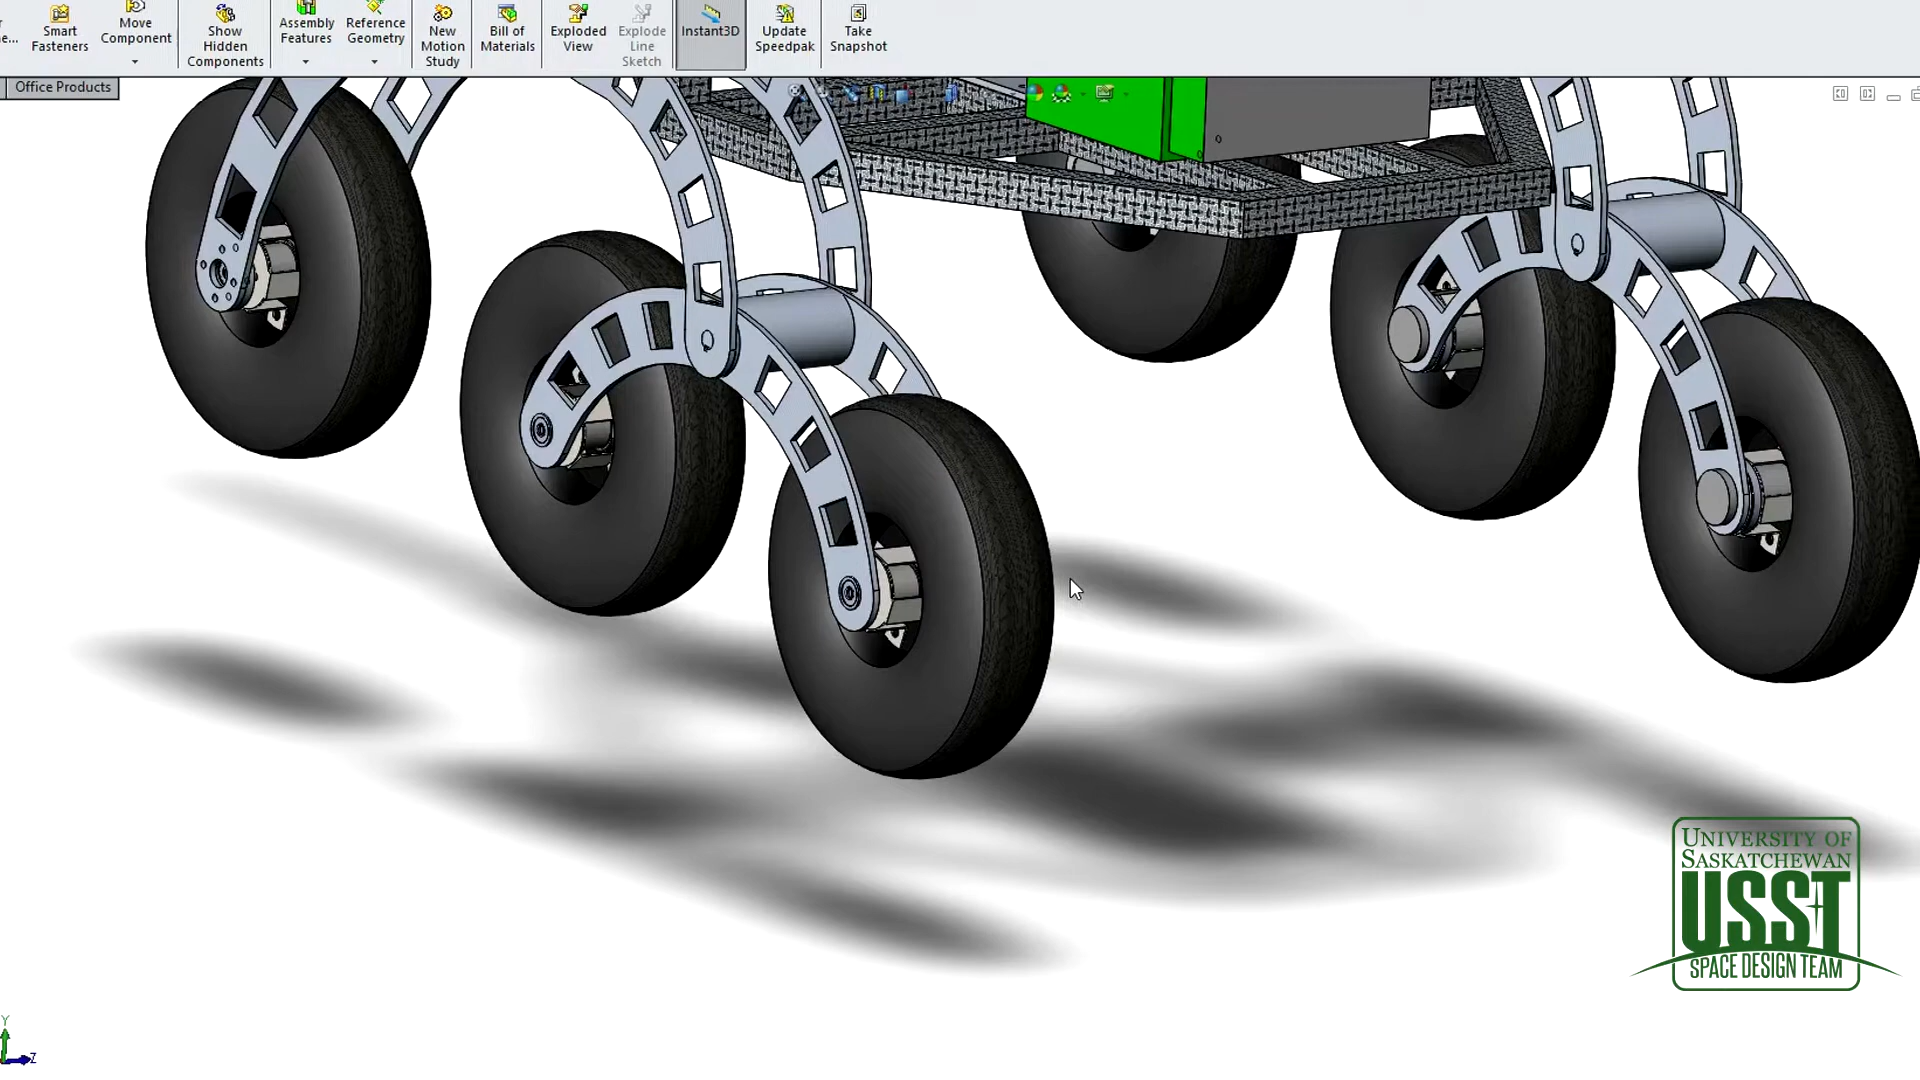 e...
Smart
Fasteners
Move
Component
Show
Hidden
Components
Assembly
Features
Reference
Geometry
New
Motion
Study
Bill of
Materials
Exploded
View
Explode
Line
Sketch
Instant3D
Update
Speedpak
Take
Snapshot
Office Products
UNIVERSITY OF
SASKATCHEWAN
USST
SPACE DESIGN TEAM
Y
Z